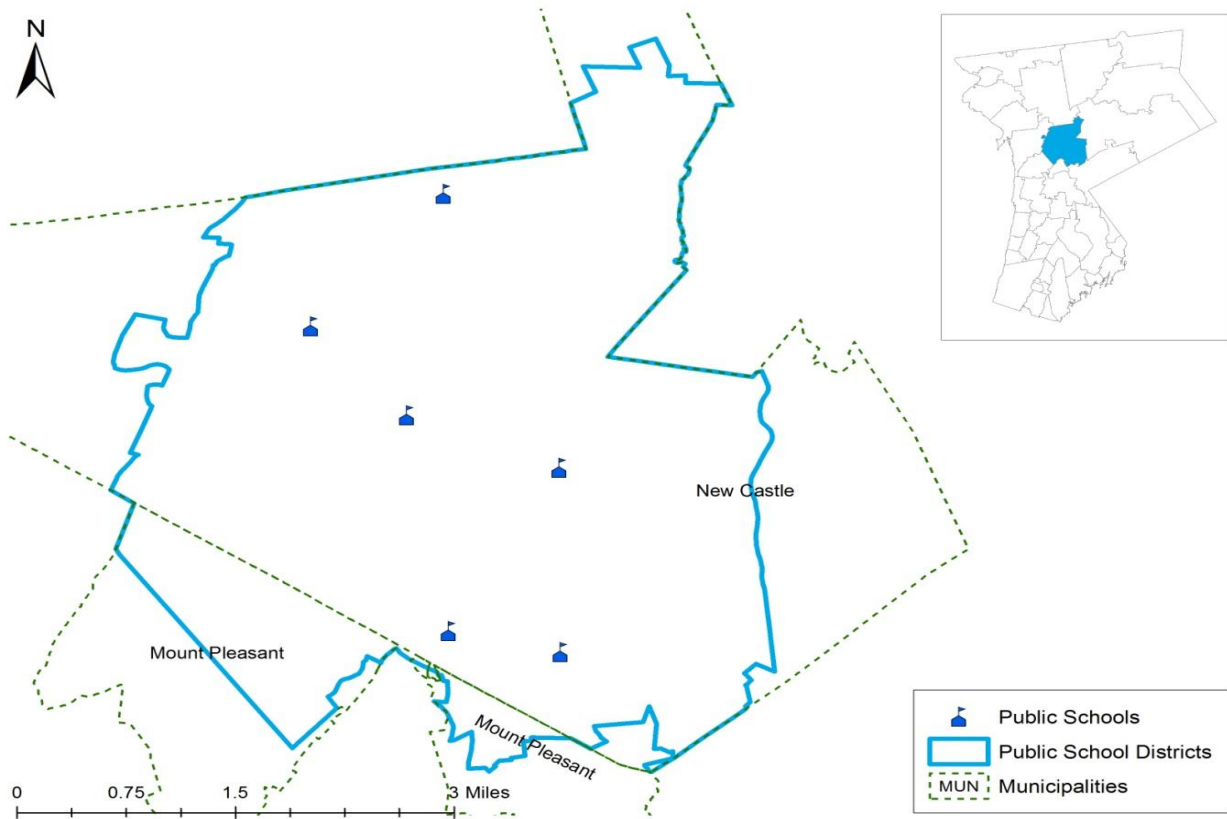 N
New Castle
Mount Pleasant
Mount Pleasant
0 0.75 1.5 3 Miles
Public Schools
Public School Districts
MUN Municipalities